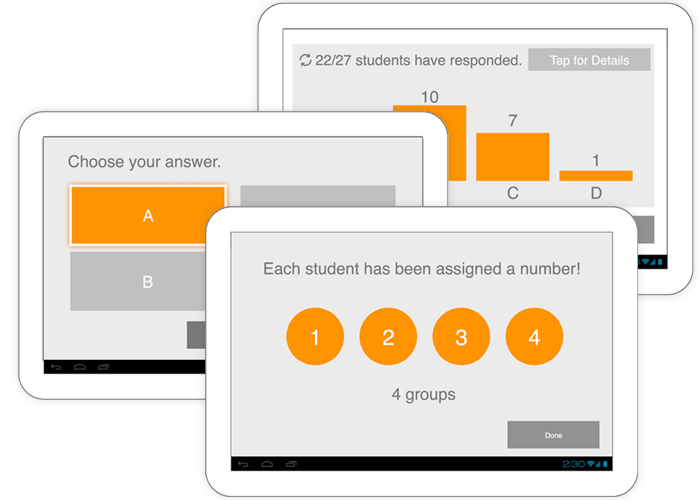 22/27 students have responded.
Tap for Details
10
7
1
C
D
Choose your answer.
A
B
Each student has been assigned a number!
1
2
3
4
4 groups
Done
2:30